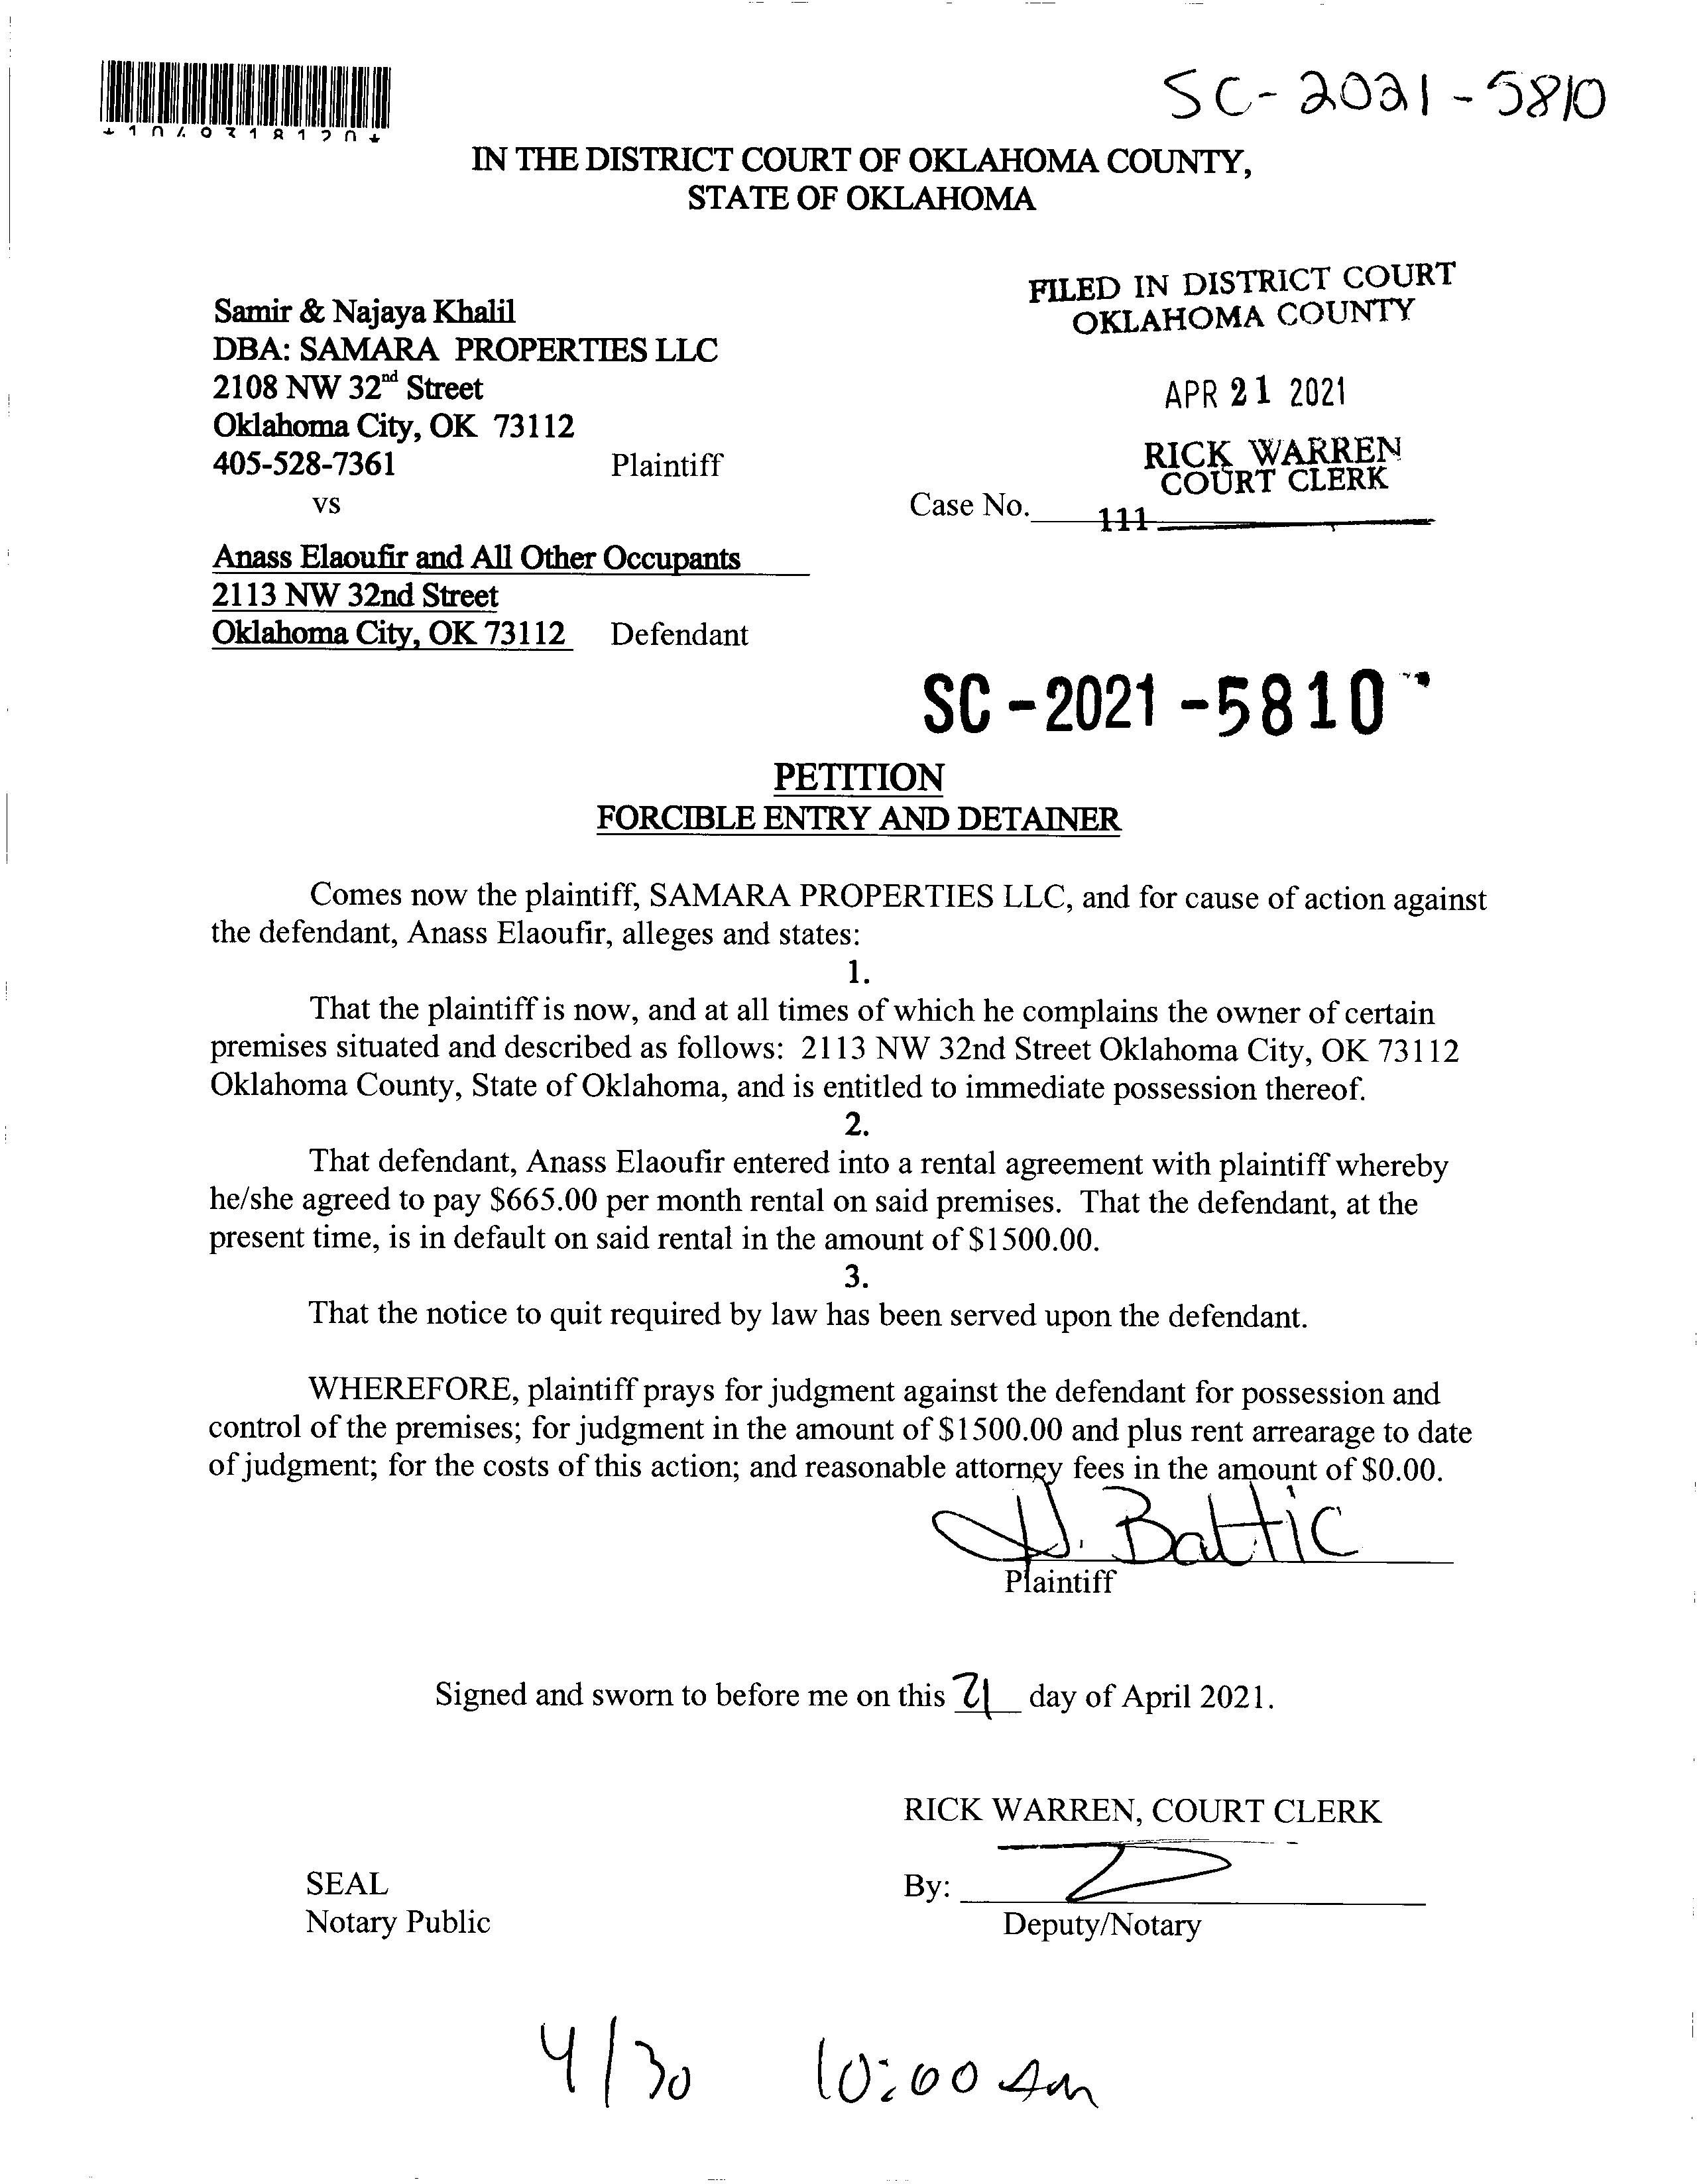 SC-2021-5810
IN THE DISTRICT COURT OF OKLAHOMA COUNTY,
STATE OF OKLAHOMA
FILED IN DISTRICT COURT
OKLAHOMA COUNTY
Samir & Najaya Khalil
DBA: SAMARA PROPERTIES LLC
2108 NW 32nd Street
APR 21 2021
Oklahoma City, OK 73112
405-528-7361 Plaintiff
RICK WARREN
COURT CLERK
vs
Case No. 111
Anass Elaoufir and All Other Occupants
2113 NW 32nd Street
Oklahoma City, OK 73112 Defendant
SC-2021-5810
PETITION
FORCIBLE ENTRY AND DETAINER
Comes now the plaintiff, SAMARA PROPERTIES LLC, and for cause of action against
the defendant, Anass Elaoufir, alleges and states:
1.
That the plaintiff is now, and at all times of which he complains the owner of certain
premises situated and described as follows: 2113 NW 32nd Street Oklahoma City, OK 73112
Oklahoma County, State of Oklahoma, and is entitled to immediate possession thereof.
2.
That defendant, Anass Elaoufir entered into a rental agreement with plaintiff whereby
he/she agreed to pay $665.00 per month rental on said premises. That the defendant, at the
present time, is in default on said rental in the amount of $1500.00.
3.
That the notice to quit required by law has been served upon the defendant.
WHEREFORE, plaintiff prays for judgment against the defendant for possession and
control of the premises; for judgment in the amount of $1500.00 and plus rent arrearage to date
of judgment; for the costs of this action; and reasonable attorney fees in the amount of $0.00.
Battic
Plaintiff
Signed and sworn to before me on this 21 day of April 2021.
RICK WARREN, COURT CLERK
SEAL
By:
Notary Public
Deputy/Notary
4/30 10:00 am